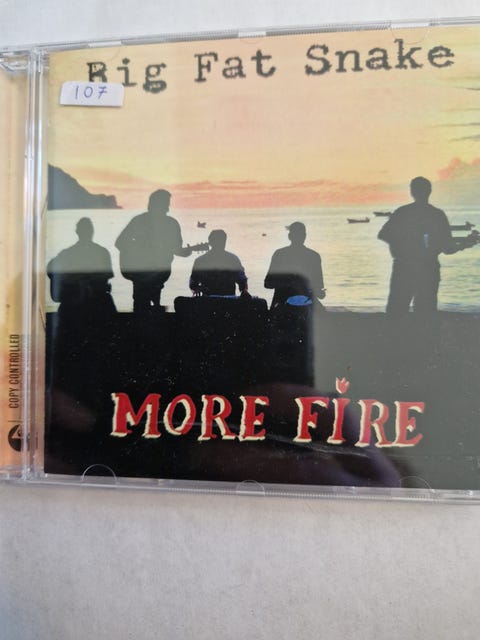 Big Fat Snake
107
COPY CONTROLLED
MORE FIRE